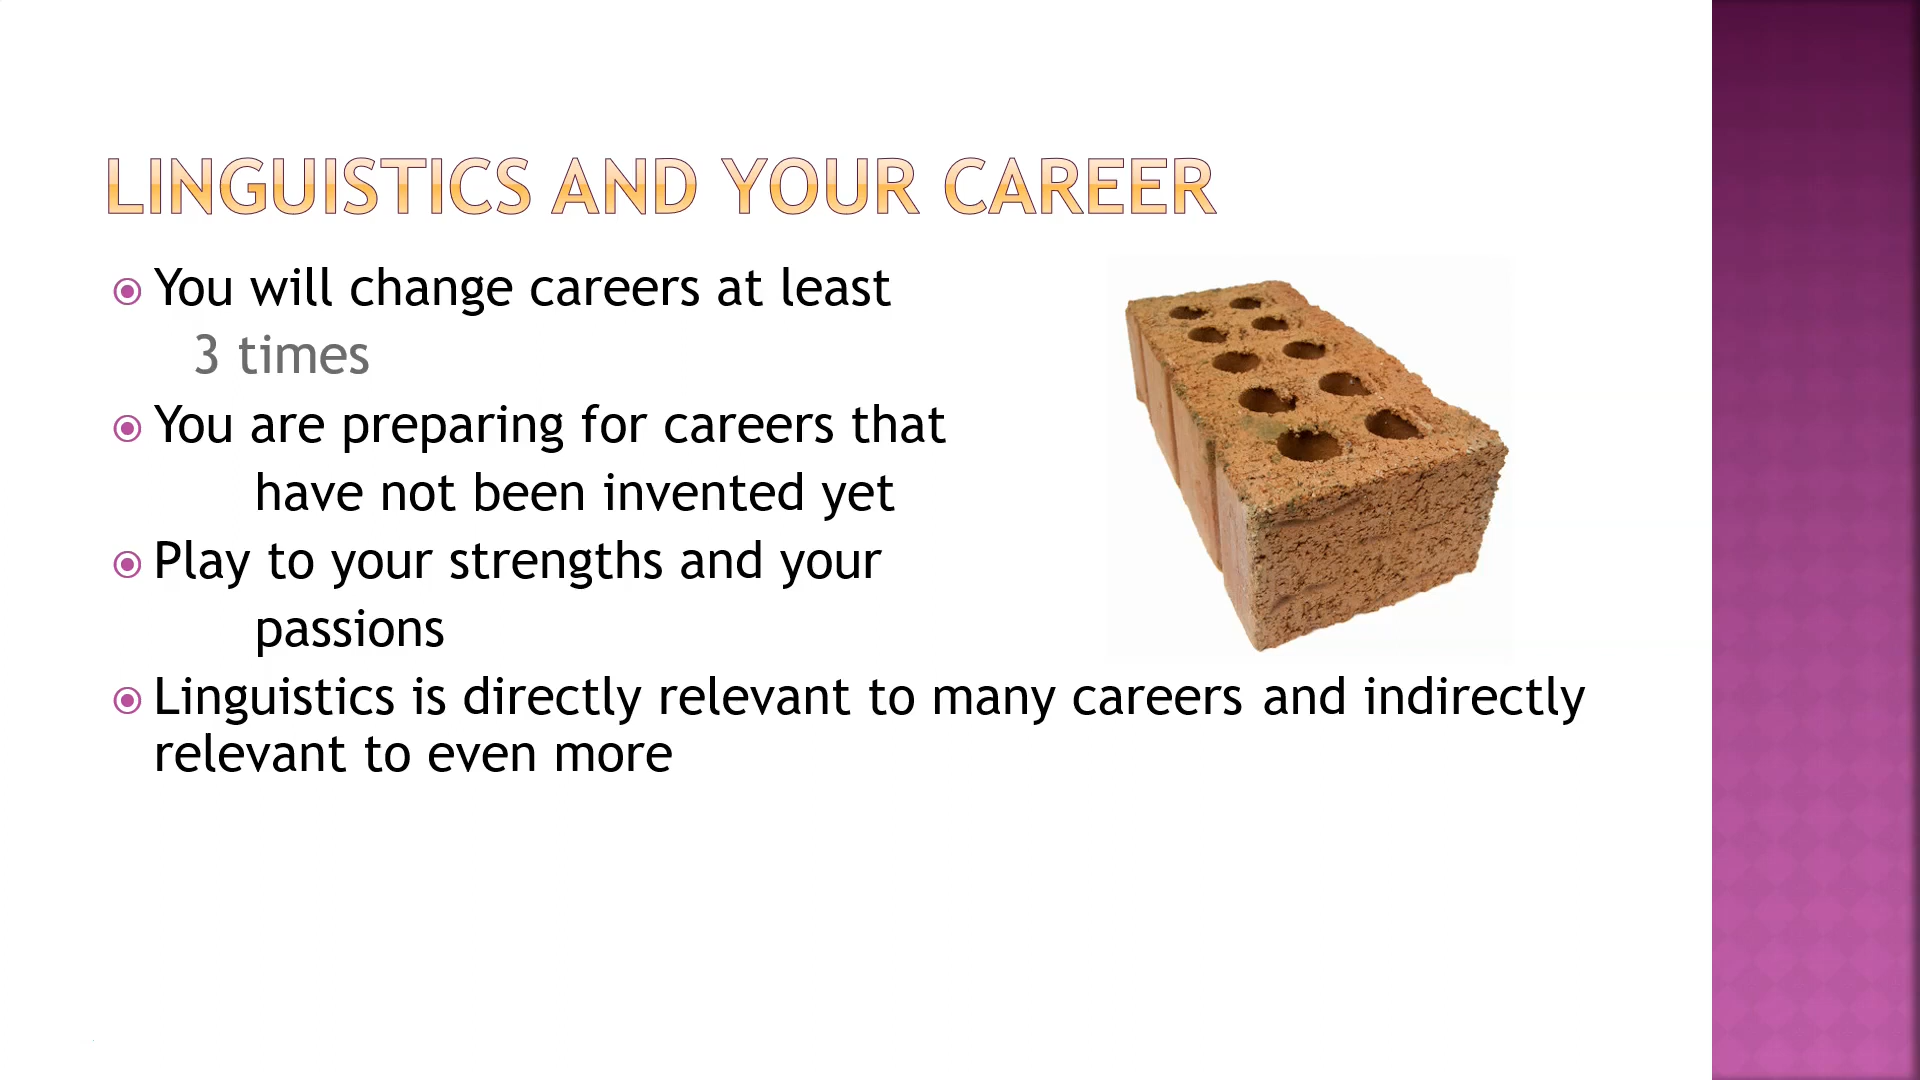 LINGUISTICS AND YOUR CAREER
You will change careers at least
3 times
You are preparing for careers that
have not been invented yet
Play to your strengths and your
passions
Linguistics is directly relevant to many careers and indirectly
relevant to even more